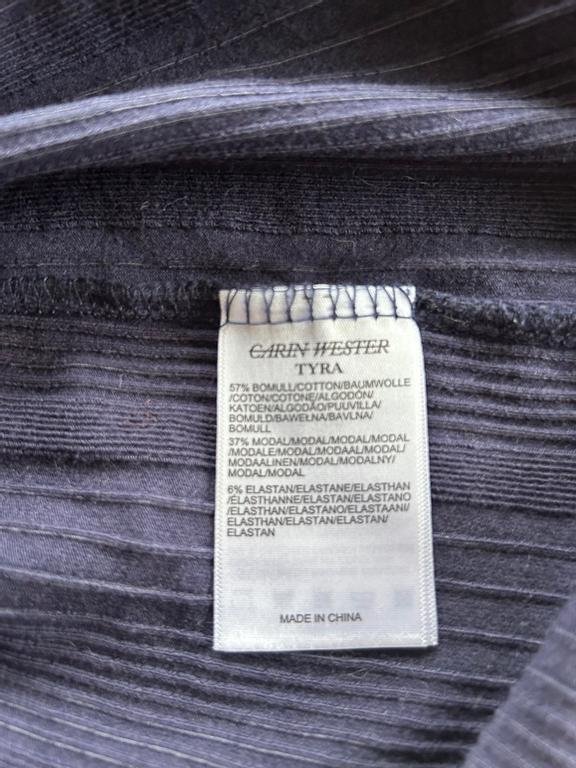 CARIN WESTER
TYRA
57% BOMULL/COTTON/BAUMWOLLE
/COTON/COTONE/ALGODÓN/
KATOEN/ALGODÃO/PUUVILLA/
BOMULD/BAWEŁNA/BAVLNA/
BOMULL
37% MODAL/MODAL/MODAL/MODAL
/MODALE/MODAL/MODAAL/MODAL/
MODAALINEN/MODAL/MODALNY/
MODAL/MODAL
6% ELASTAN/ELASTANE/ELASTHAN
/ÉLASTHANNE/ELASTAN/ELASTANO
/ELASTHAN/ELASTANO/ELASTAANI/
ELASTHAN/ELASTAN/ELASTAN/
ELASTAN
MADE IN CHINA